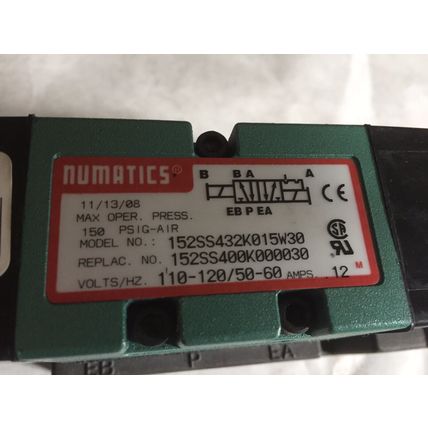 NUMATICS®
B BA A
EB P EA
CE
11/13/08
MAX OPER. PRESS.
150 PSIG-AIR
MODEL NO.: 152SS432K015W30
REPLAC. NO. 152SS400K000030
VOLTS/HZ. 110-120/50-60 AMPS. .12
M
EB P EA